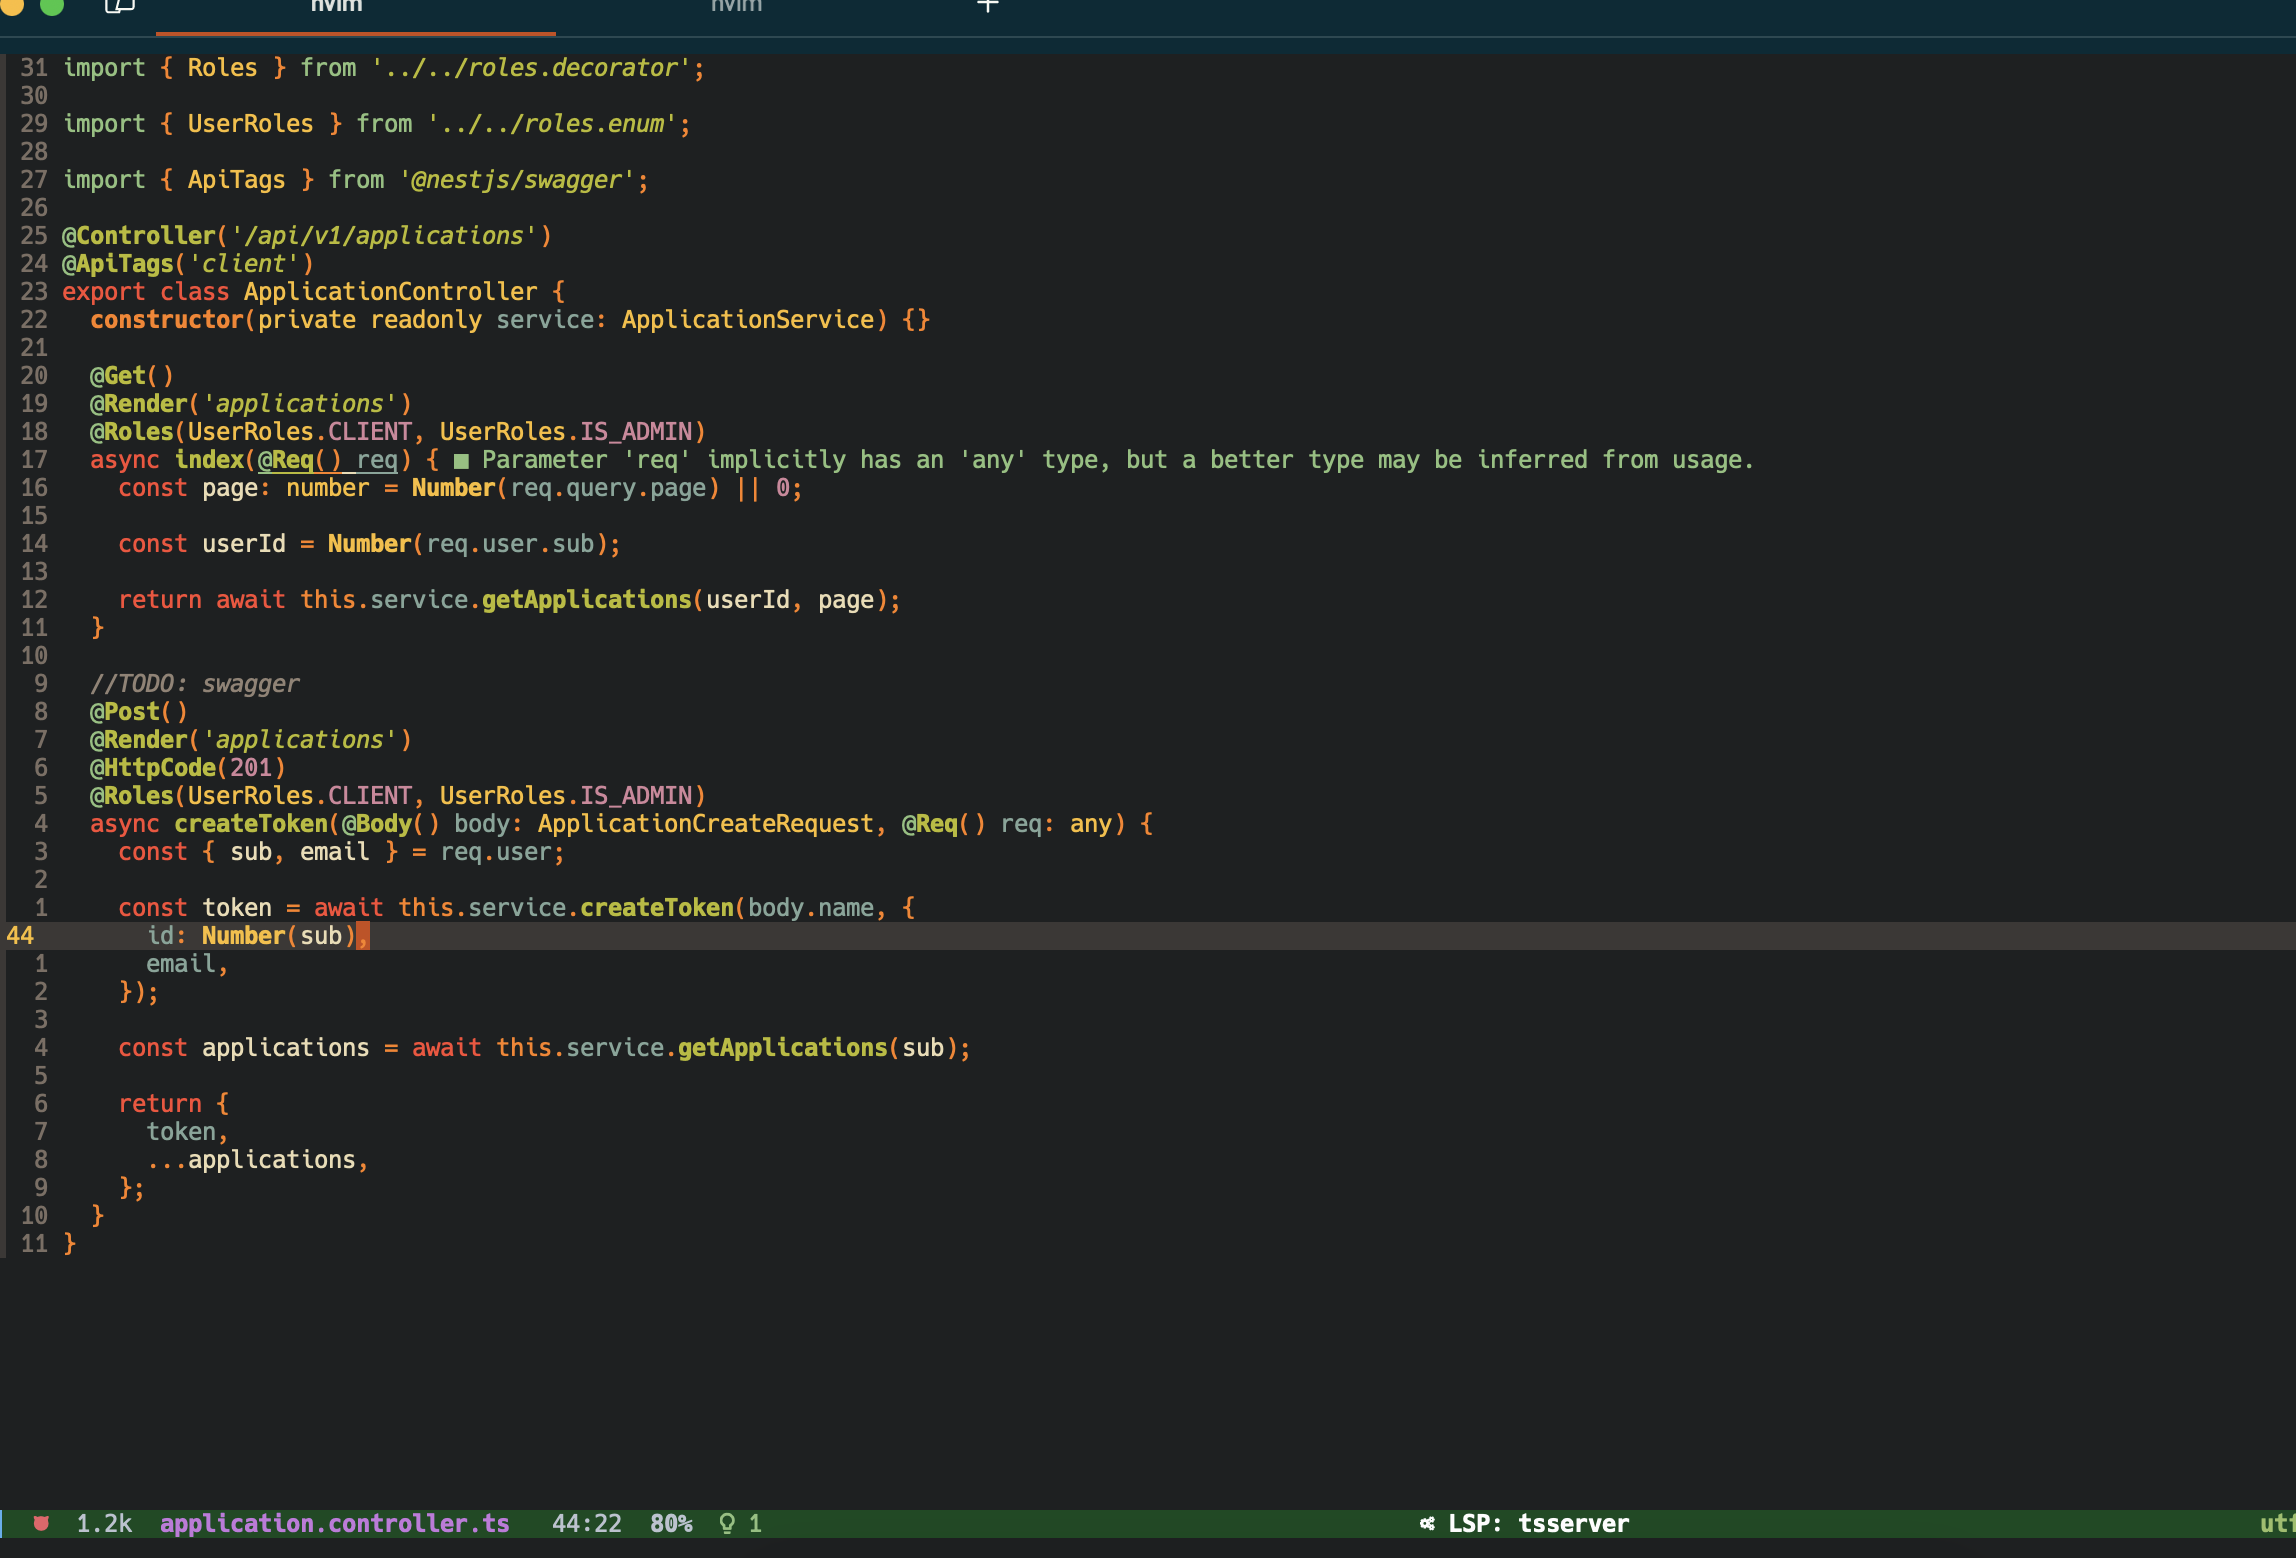 nvim nvim +
31 import { Roles } from '../../roles.decorator';
30
29 import { UserRoles } from '../../roles.enum';
28
27 import { ApiTags } from '@nestjs/swagger';
26
25 @Controller('/api/v1/applications')
24 @ApiTags('client')
23 export class ApplicationController {
22   constructor(private readonly service: ApplicationService) {}
21
20   @Get()
19   @Render('applications')
18   @Roles(UserRoles.CLIENT, UserRoles.IS_ADMIN)
17   async index(@Req() req) { ■ Parameter 'req' implicitly has an 'any' type, but a better type may be inferred from usage.
16     const page: number = Number(req.query.page) || 0;
15
14     const userId = Number(req.user.sub);
13
12     return await this.service.getApplications(userId, page);
11   }
10
9   //TODO: swagger
8   @Post()
7   @Render('applications')
6   @HttpCode(201)
5   @Roles(UserRoles.CLIENT, UserRoles.IS_ADMIN)
4   async createToken(@Body() body: ApplicationCreateRequest, @Req() req: any) {
3     const { sub, email } = req.user;
2
1     const token = await this.service.createToken(body.name, {
44       id: Number(sub),
1       email,
2     });
3
4     const applications = await this.service.getApplications(sub);
5
6     return {
7       token,
8       ...applications,
9     };
10   }
11 }
1.2k application.controller.ts 44:22 80% 1 LSP: tsserver utf